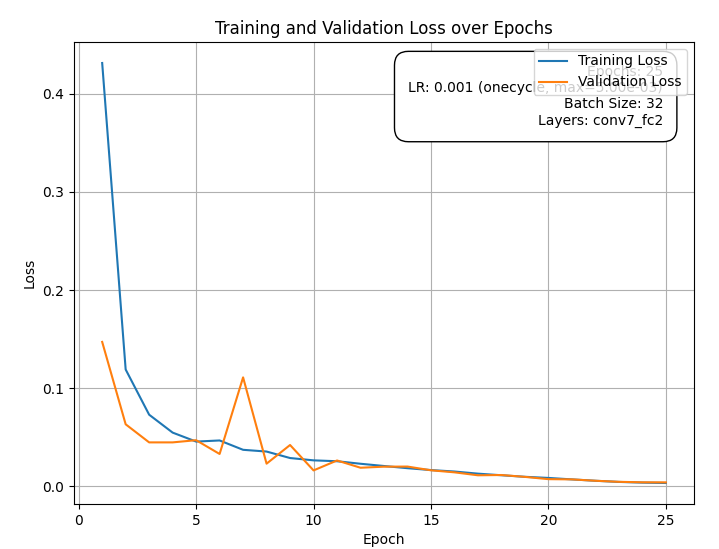 Training and Validation Loss over Epochs
Training Loss
Validation Loss
Epochs: 25
LR: 0.001 (onecycle, max=5.00e-03)
Batch Size: 32
Layers: conv7_fc2
Loss
0.4
0.3
0.2
0.1
0.0
0 5 10 15 20 25
Epoch